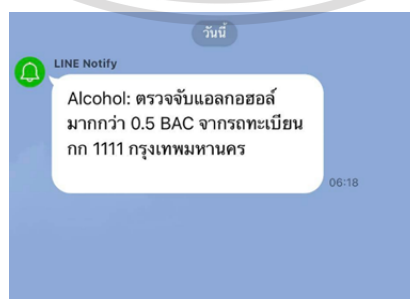 วันนี้
LINE Notify
Alcohol: ตรวจจับแอลกอฮอล์
มากกว่า 0.5 BAC จากรถทะเบียน
กก 1111 กรุงเทพมหานคร
06:18